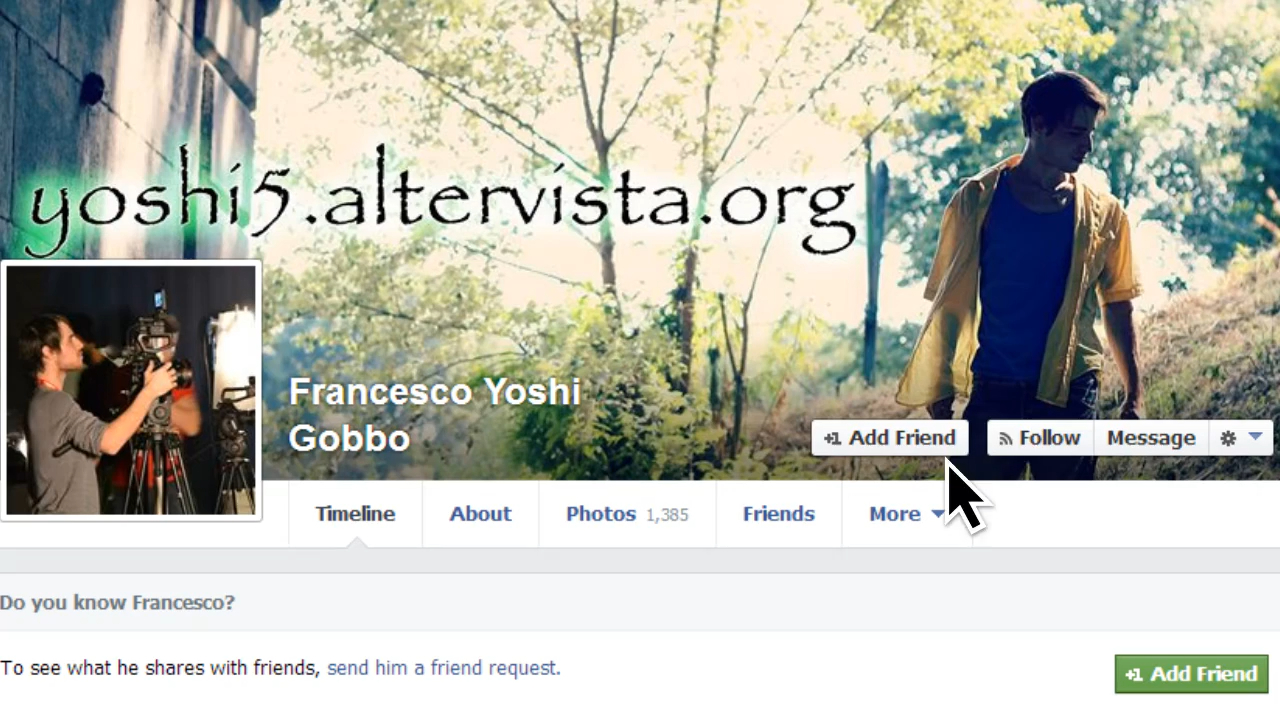 yoshi5.altervista.org
Francesco Yoshi
Gobbo
+1 Add Friend
Follow
Message
Timeline
About
Photos 1,385
Friends
More
Do you know Francesco?
To see what he shares with friends, send him a friend request.
+1 Add Friend